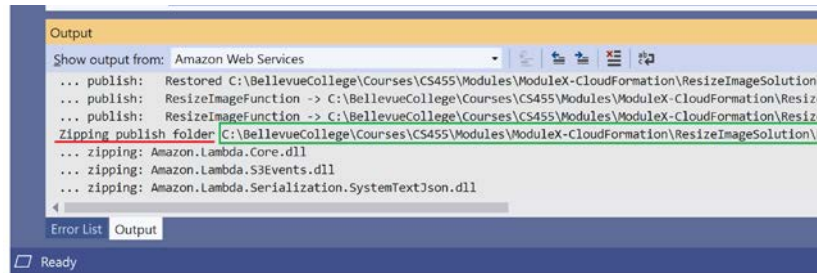 Output
Show output from: Amazon Web Services
... publish: Restored C:\BellevueCollege\Courses\CS455\Modules\ModuleX-CloudFormation\ResizeImageSolution
... publish: ResizeImageFunction -> C:\BellevueCollege\Courses\CS455\Modules\ModuleX-CloudFormation\Resiz
... publish: ResizeImageFunction -> C:\BellevueCollege\Courses\CS455\Modules\ModuleX-CloudFormation\Resize
Zipping publish folder C:\BellevueCollege\Courses\CS455\Modules\ModuleX-CloudFormation\ResizeImageSolution\
... zipping: Amazon.Lambda.Core.dll
... zipping: Amazon.Lambda.S3Events.dll
... zipping: Amazon.Lambda.Serialization.SystemTextJson.dll
Error List Output
Ready